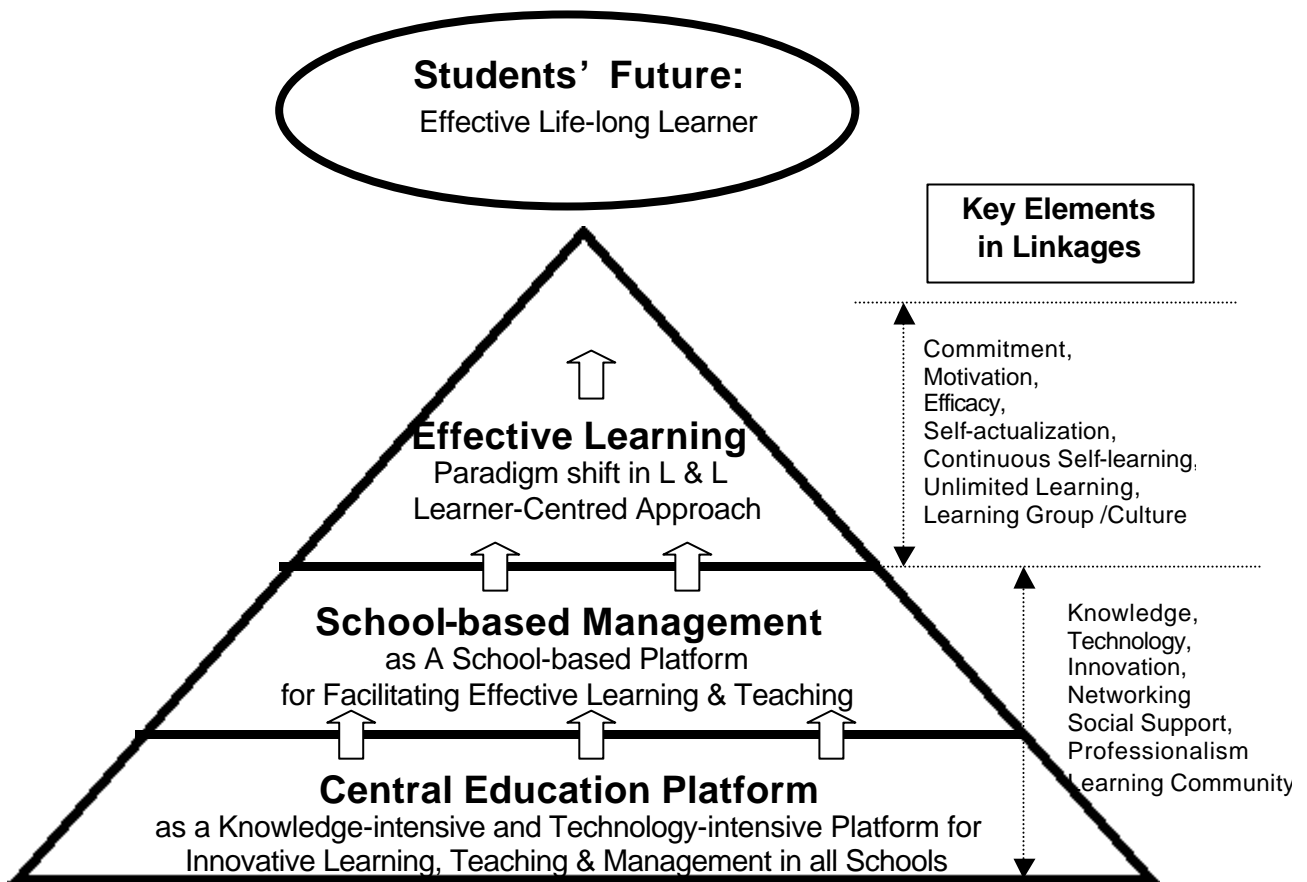 Students’ Future:
Effective Life-long Learner
Key Elements
in Linkages
Commitment,
Motivation,
Efficacy,
Self-actualization,
Continuous Self-learning,
Unlimited Learning,
Learning Group /Culture
Effective Learning
Paradigm shift in L & L
Learner-Centred Approach
School-based Management
as A School-based Platform
for Facilitating Effective Learning & Teaching
Knowledge,
Technology,
Innovation,
Networking
Social Support,
Professionalism
Learning Community
Central Education Platform
as a Knowledge-intensive and Technology-intensive Platform for
Innovative Learning, Teaching & Management in all Schools